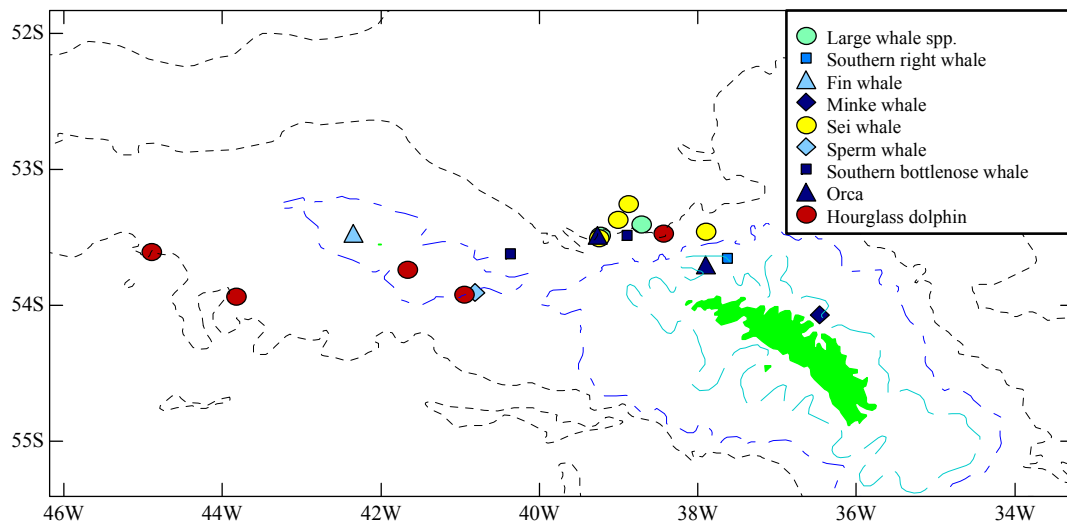 52S
53S
54S
55S
46W 44W 42W 40W 38W 36W 34W
Large whale spp.
Southern right whale
Fin whale
Minke whale
Sei whale
Sperm whale
Southern bottlenose whale
Orca
Hourglass dolphin